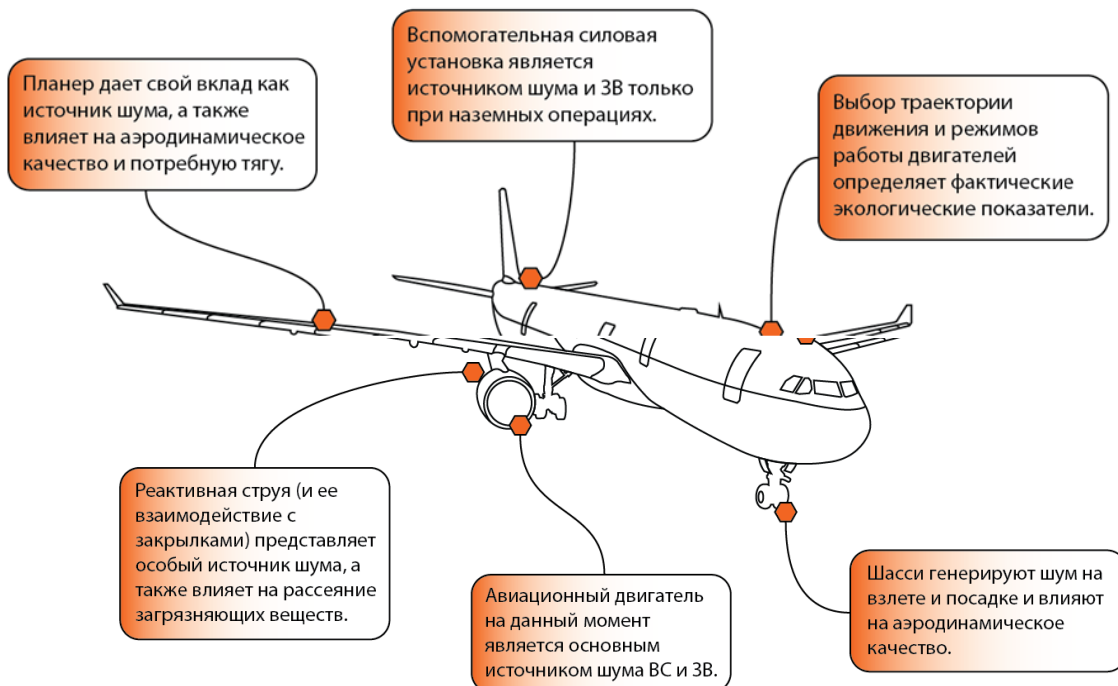 Планер дает свой вклад как
источник шума, а также
влияет на аэродинамическое
качество и потребную тягу.
Вспомогательная силовая
установка является
источником шума и ЗВ только
при наземных операциях.
Выбор траектории
движения и режимов
работы двигателей
определяет фактические
экологические показатели.
Реактивная струя (и ее
взаимодействие с
закрылками) представляет
особый источник шума, а
также влияет на рассеяние
загрязняющих веществ.
Авиационный двигатель
на данный момент
является основным
источником шума ВС и ЗВ.
Шасси генерируют шум на
взлете и посадке и влияют
на аэродинамическое
качество.